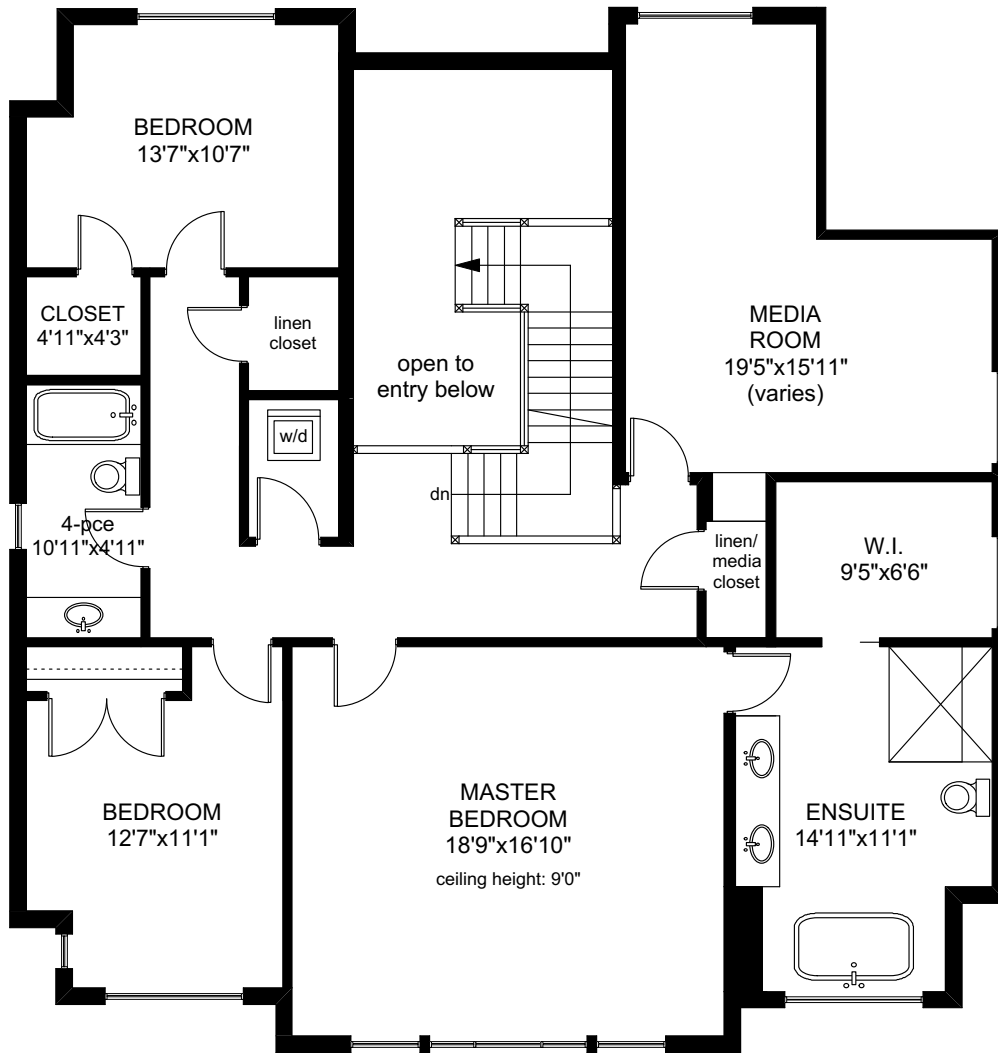 BEDROOM
13'7"x10'7"
CLOSET
4'11"x4'3"
linen
closet
open to
entry below
MEDIA
ROOM
19'5"x15'11"
(varies)
w/d
dn
4-pce
10'11"x4'11"
linen/
media
closet
W.I.
9'5"x6'6"
BEDROOM
12'7"x11'1"
MASTER
BEDROOM
18'9"x16'10"
ceiling height: 9'0"
ENSUITE
14'11"x11'1"